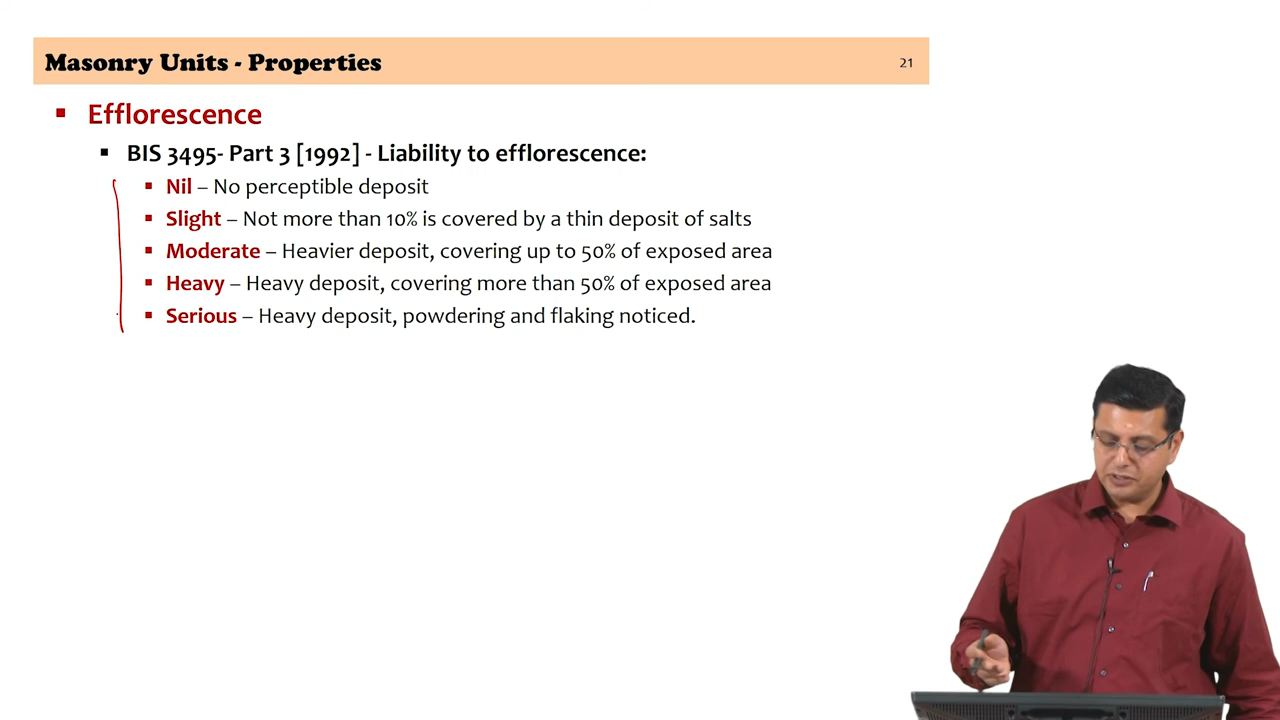 Masonry Units - Properties
21
Efflorescence
BIS 3495- Part 3 [1992] - Liability to efflorescence:
Nil – No perceptible deposit
Slight – Not more than 10% is covered by a thin deposit of salts
Moderate – Heavier deposit, covering up to 50% of exposed area
Heavy – Heavy deposit, covering more than 50% of exposed area
Serious – Heavy deposit, powdering and flaking noticed.